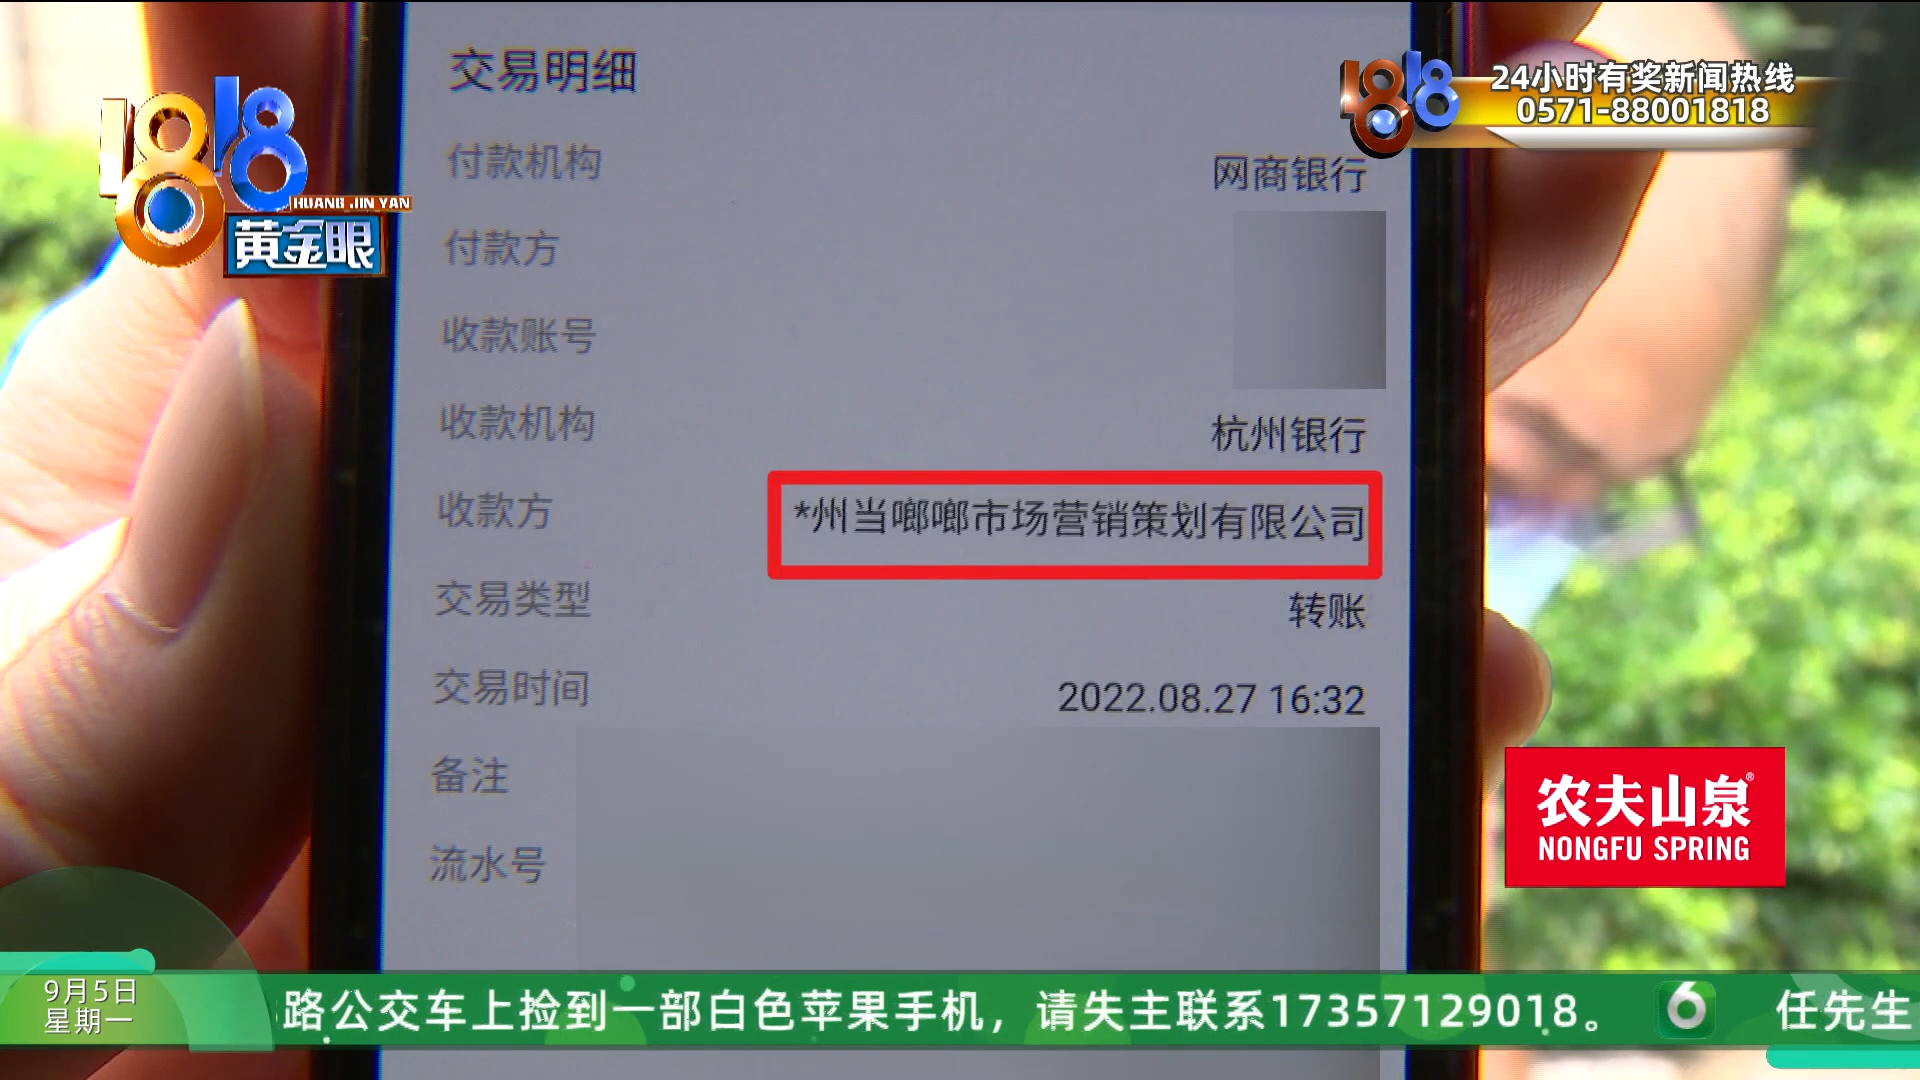 交易明细
1818
HUANG JIN YAN
黄金眼
1818
24小时有奖新闻热线
0571-88001818
付款机构
网商银行
付款方
收款账号
收款机构
杭州银行
收款方
*州当啷啷市场营销策划有限公司
交易类型
转账
交易时间
2022.08.27 16:32
备注
流水号
农夫山泉®
NONGFU SPRING
9月5日
星期一
路公交车上捡到一部白色苹果手机，请失主联系17357129018。
6
任先生